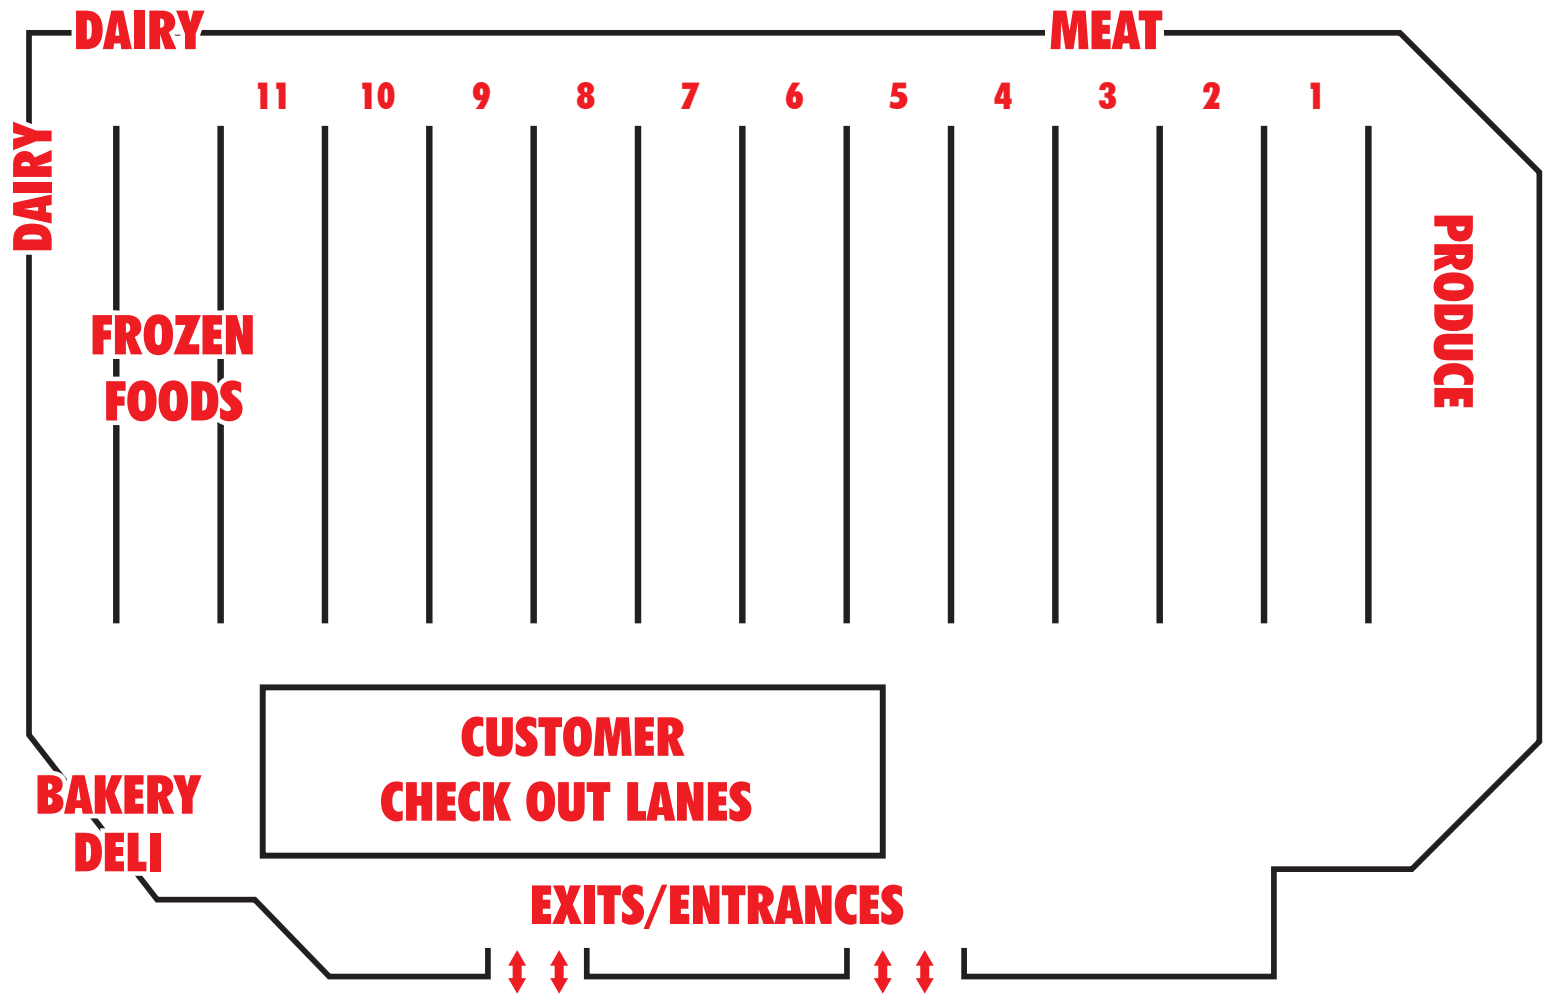 DAIRY
MEAT
11 10 9 8 7 6 5 4 3 2 1
DAIRY
PRODUCE
FROZEN
FOODS
CUSTOMER
CHECK OUT LANES
BAKERY
DELI
EXITS/ENTRANCES